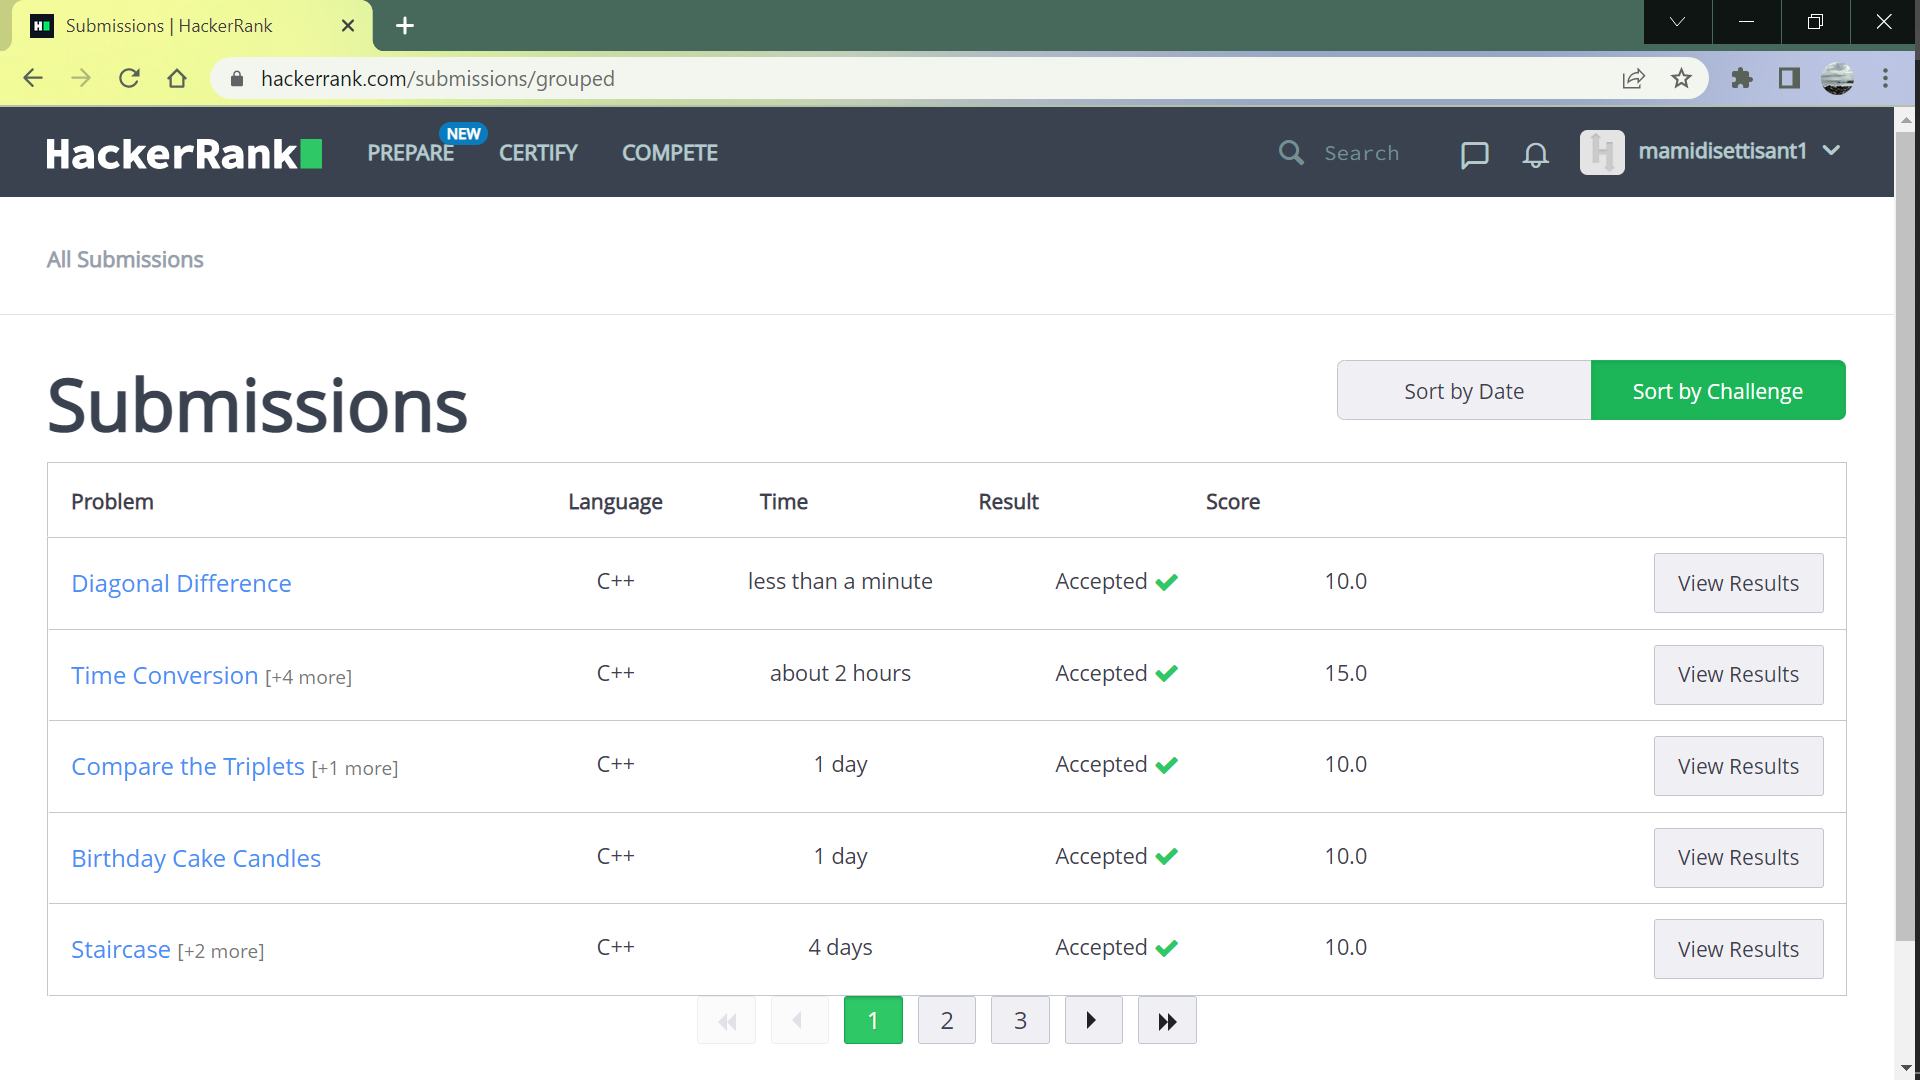 Submissions | HackerRank
hackerrank.com/submissions/grouped
HackerRank PREPARE NEW CERTIFY COMPETE Search mamidisettisant1
All Submissions
Submissions
Sort by Date Sort by Challenge
Problem Language Time Result Score
Diagonal Difference C++ less than a minute Accepted 10.0 View Results
Time Conversion [+4 more] C++ about 2 hours Accepted 15.0 View Results
Compare the Triplets [+1 more] C++ 1 day Accepted 10.0 View Results
Birthday Cake Candles C++ 1 day Accepted 10.0 View Results
Staircase [+2 more] C++ 4 days Accepted 10.0 View Results
1 2 3